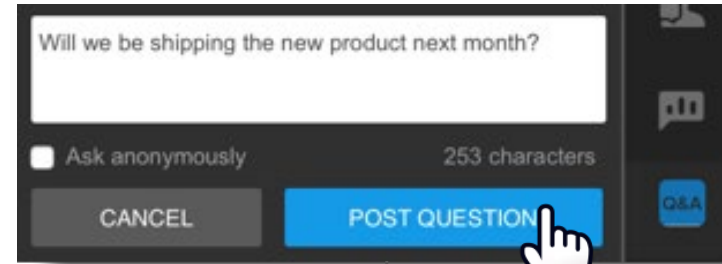 Will we be shipping the new product next month?
Ask anonymously 253 characters
CANCEL POST QUESTION Q&A